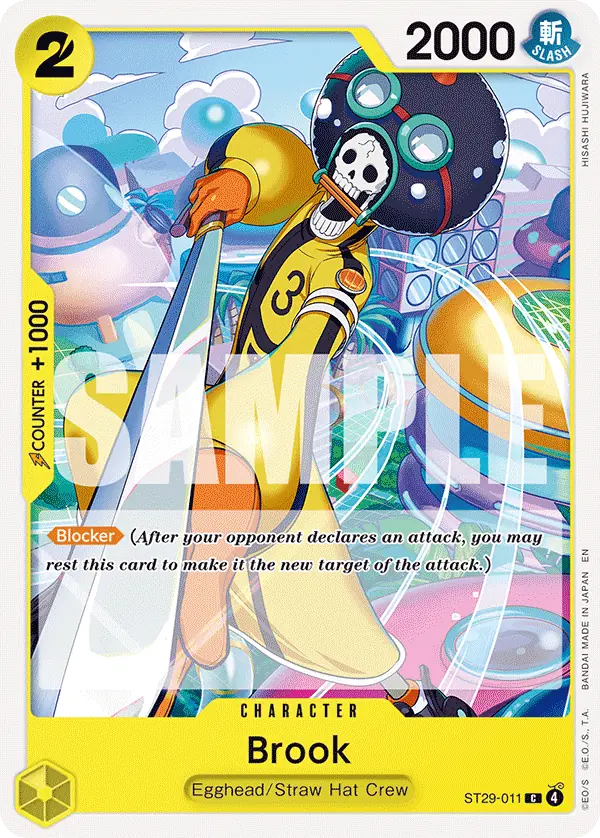 2
2000
斬
SLASH
HISASHI HUJIWARA
COUNTER +1000
3
SAMPLE
Blocker (After your opponent declares an attack, you may
rest this card to make it the new target of the attack.)
CHARACTER
Brook
Egghead/Straw Hat Crew
ST29-011 C 4
©EO/S ©E.O./S., T.A. BANDAI MADE IN JAPAN EN